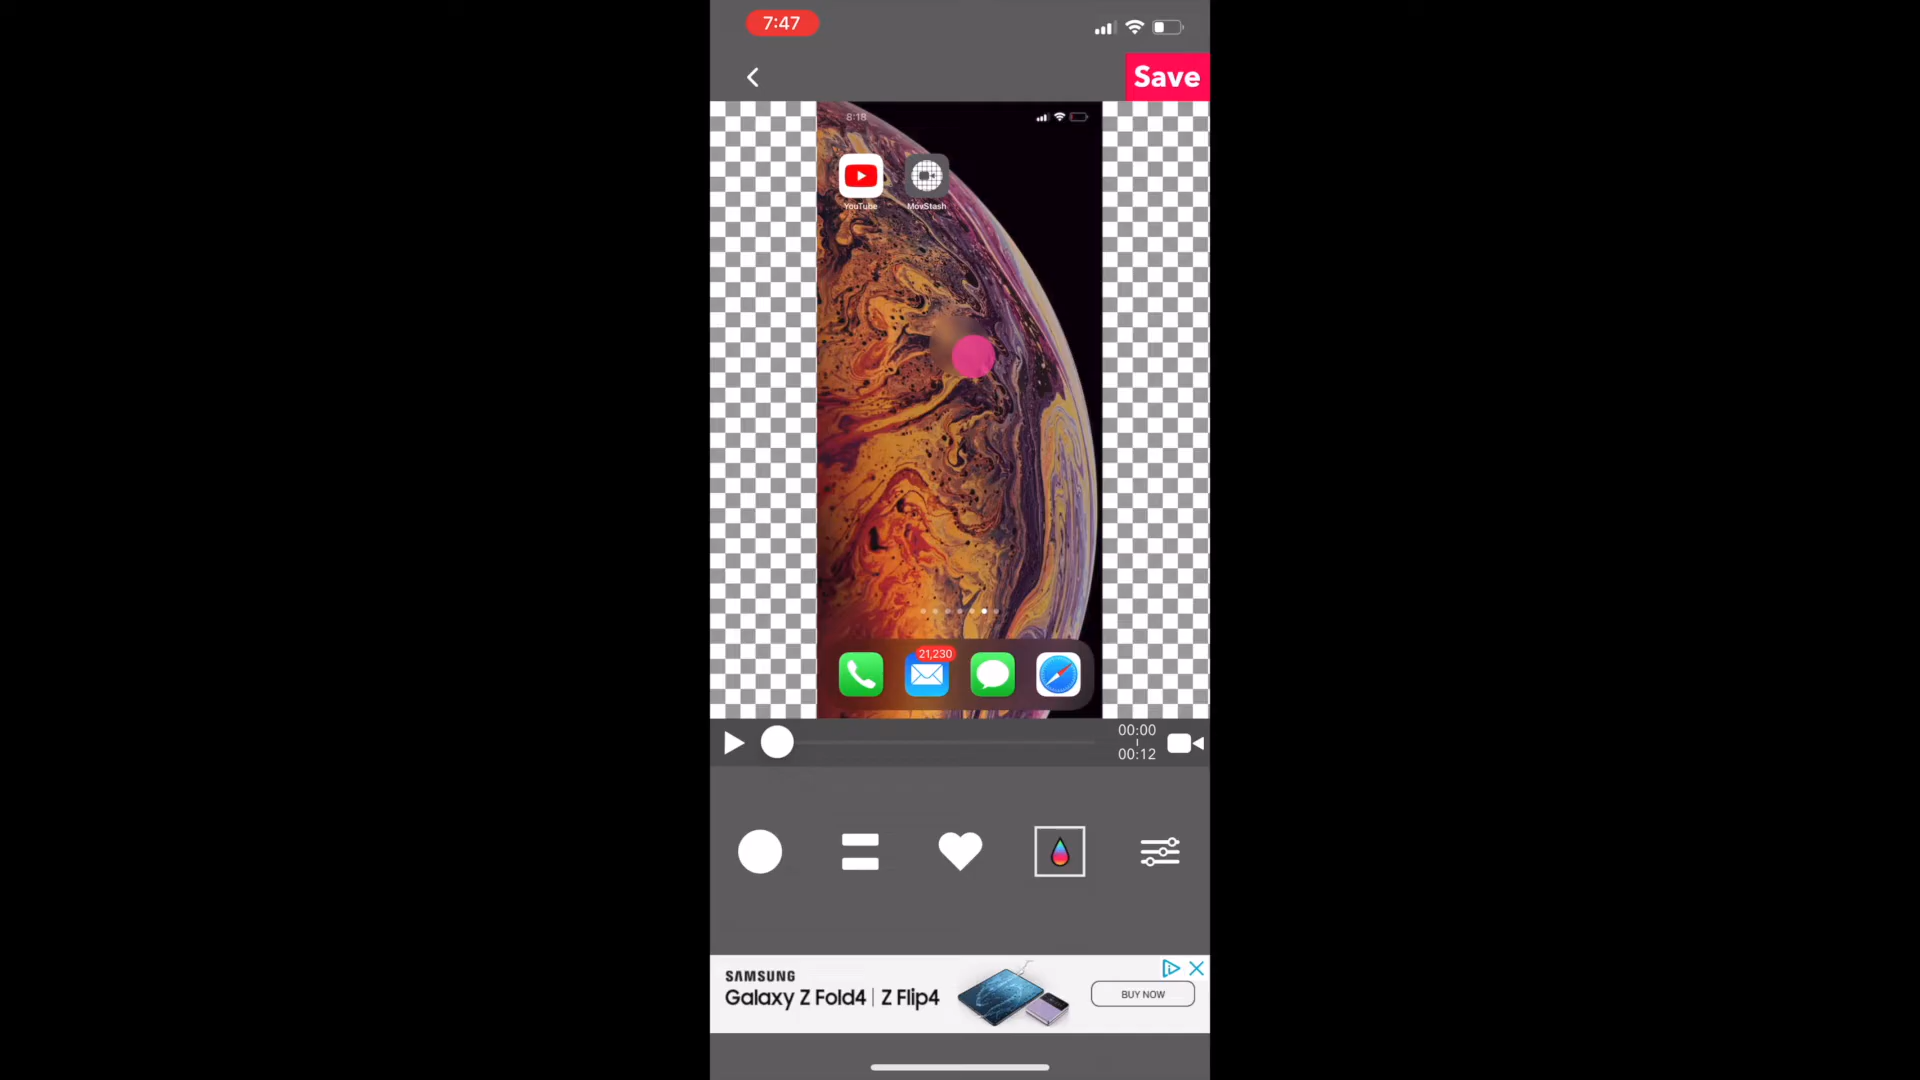 7:47
Save
8:18
YouTube
MovStash
21,230
00:00
00:12
SAMSUNG
Galaxy Z Fold4 | Z Flip4
BUY NOW